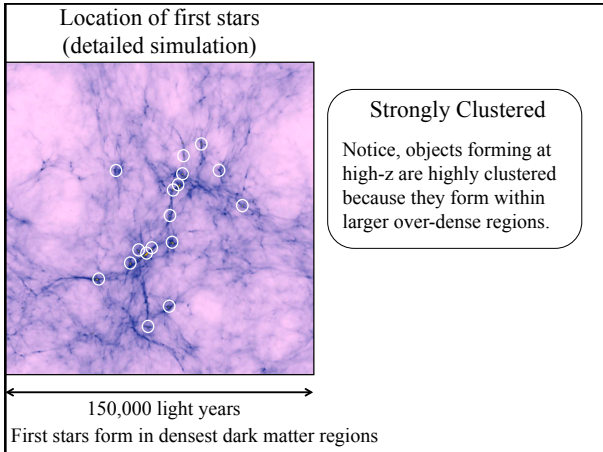 Location of first stars
(detailed simulation)
Strongly Clustered
Notice, objects forming at
high-z are highly clustered
because they form within
larger over-dense regions.
150,000 light years
First stars form in densest dark matter regions